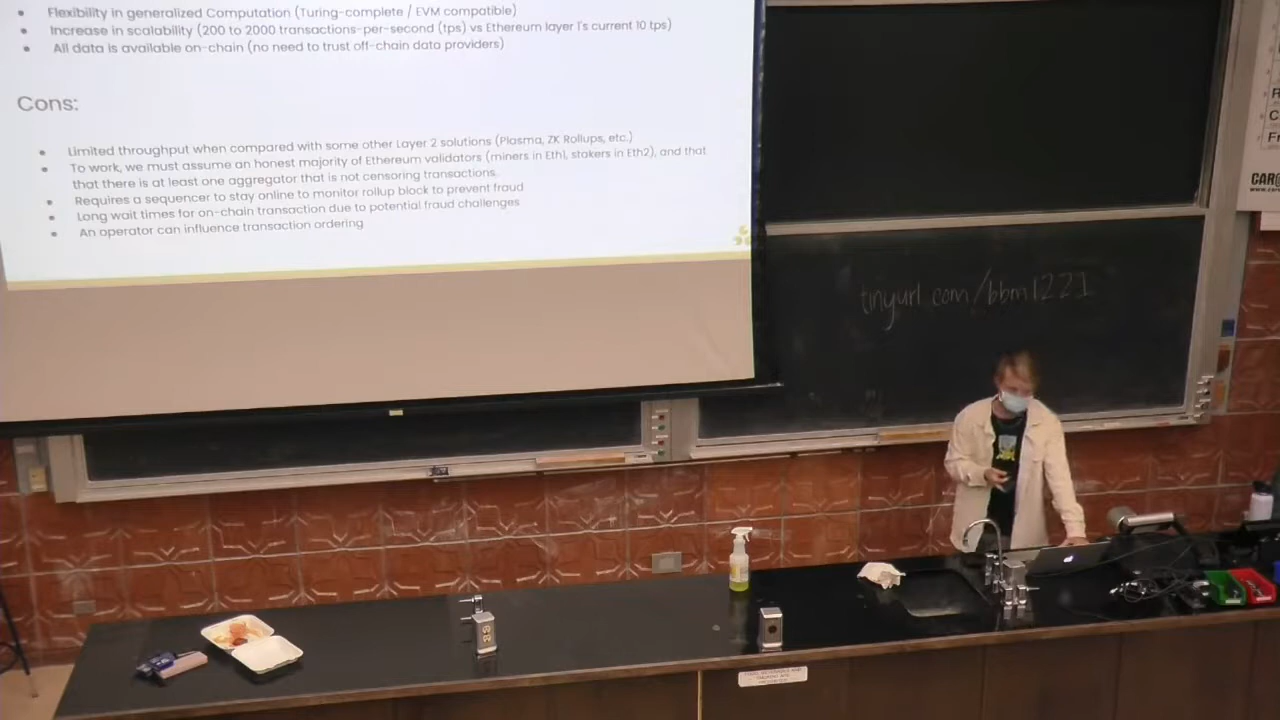 Flexibility in generalized Computation (Turing-complete / EVM compatible)
Increase in scalability (200 to 2000 transactions-per-second (tps) vs Ethereum layer 1's current 10 tps)
All data is available on-chain (no need to trust off-chain data providers)
Cons:
Limited throughput when compared with some other Layer 2 solutions (Plasma, ZK Rollups, etc.)
To work, we must assume an honest majority of Ethereum validators (miners in Eth1, stakers in Eth2), and that
that there is at least one aggregator that is not censoring transactions.
Requires a sequencer to stay online to monitor rollup block to prevent fraud
Long wait times for on-chain transaction due to potential fraud challenges
An operator can influence transaction ordering
tinyurl.com/bbm1221